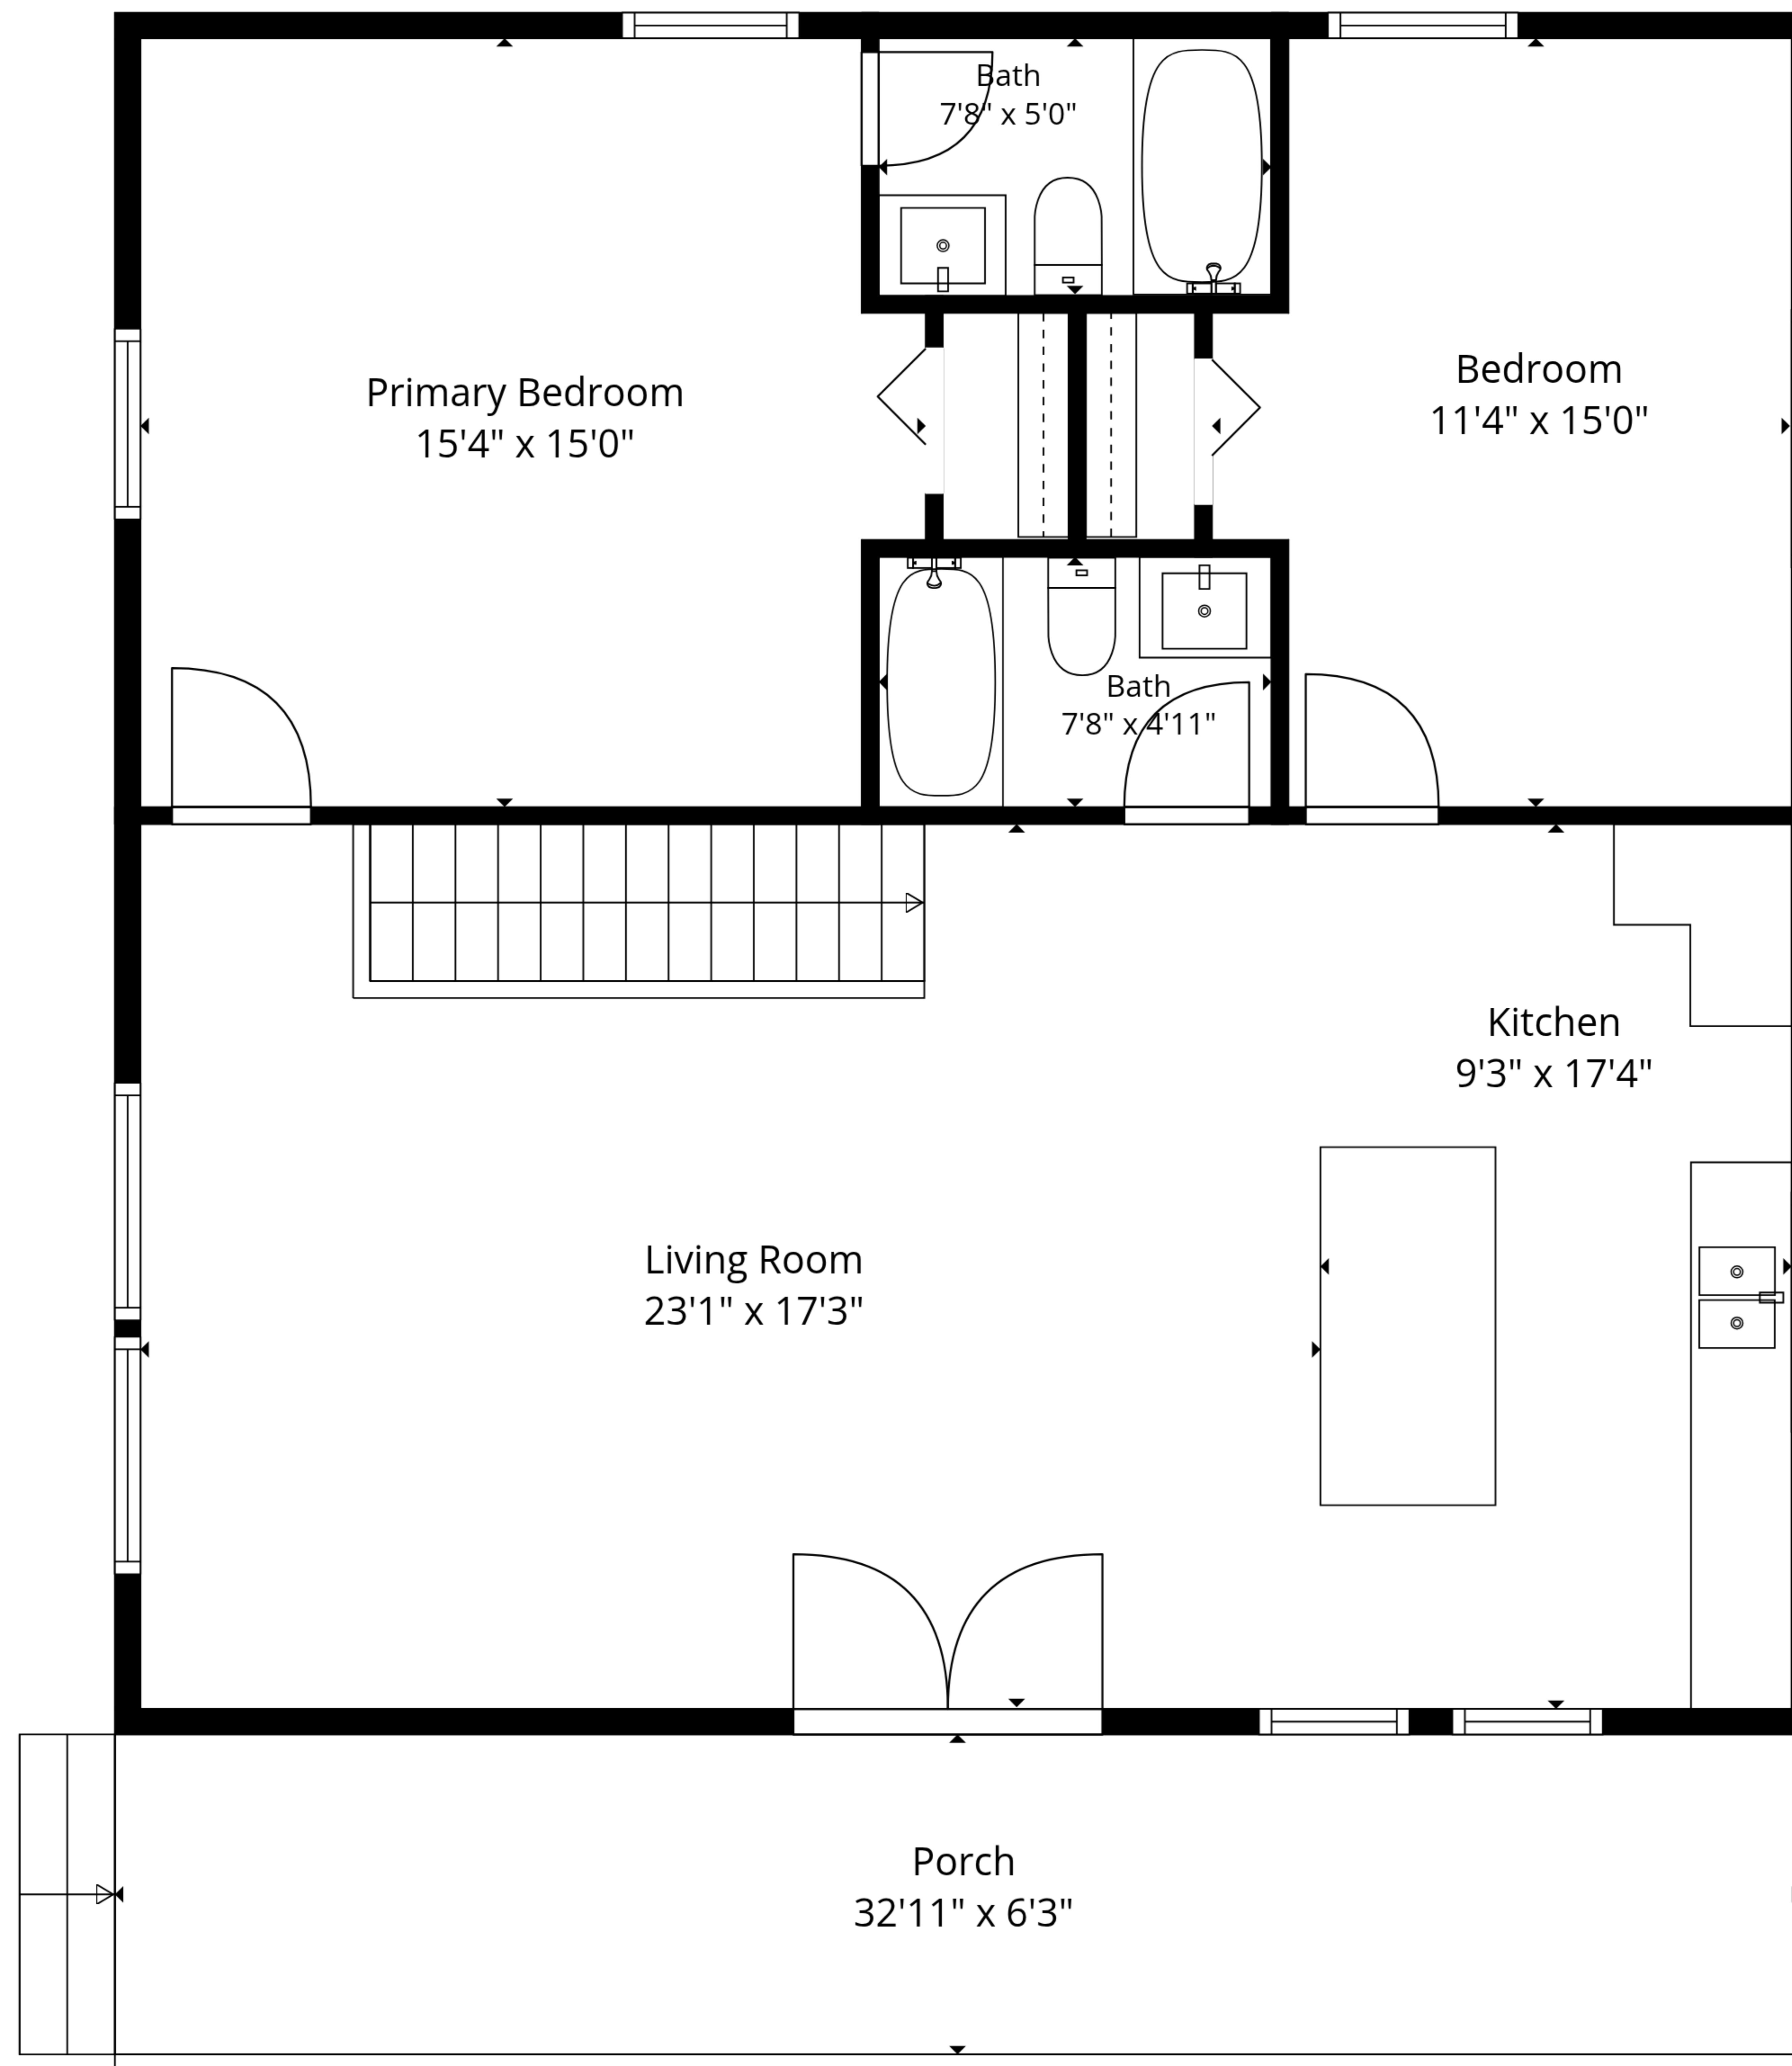 Bath
7'8" x 5'0"
Primary Bedroom
15'4" x 15'0"
Bedroom
11'4" x 15'0"
Bath
7'8" x 4'11"
Kitchen
9'3" x 17'4"
Living Room
23'1" x 17'3"
Porch
32'11" x 6'3"